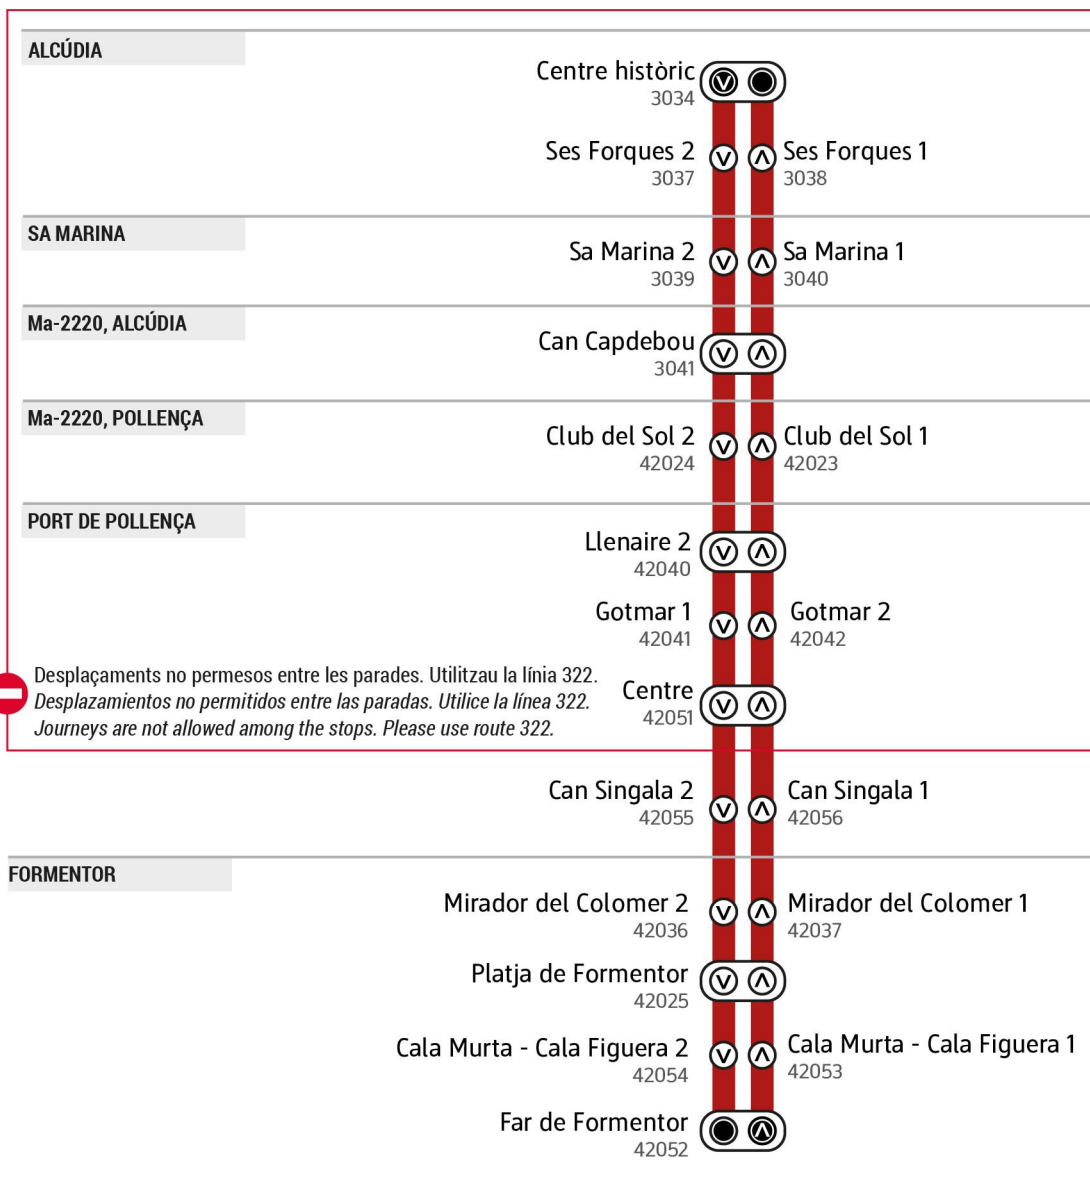 ALCÚDIA
Centre històric
3034
Ses Forques 2
3037
Ses Forques 1
3038
SA MARINA
Sa Marina 2
3039
Sa Marina 1
3040
Ma-2220, ALCÚDIA
Can Capdebou
3041
Ma-2220, POLLENÇA
Club del Sol 2
42024
Club del Sol 1
42023
PORT DE POLLENÇA
Llenaire 2
42040
Gotmar 1
42041
Gotmar 2
42042
Desplaçaments no permesos entre les parades. Utilitzau la línia 322.
Desplazamientos no permitidos entre las paradas. Utilice la línea 322.
Journeys are not allowed among the stops. Please use route 322.
Centre
42051
Can Singala 2
42055
Can Singala 1
42056
FORMENTOR
Mirador del Colomer 2
42036
Mirador del Colomer 1
42037
Platja de Formentor
42025
Cala Murta - Cala Figuera 2
42054
Cala Murta - Cala Figuera 1
42053
Far de Formentor
42052